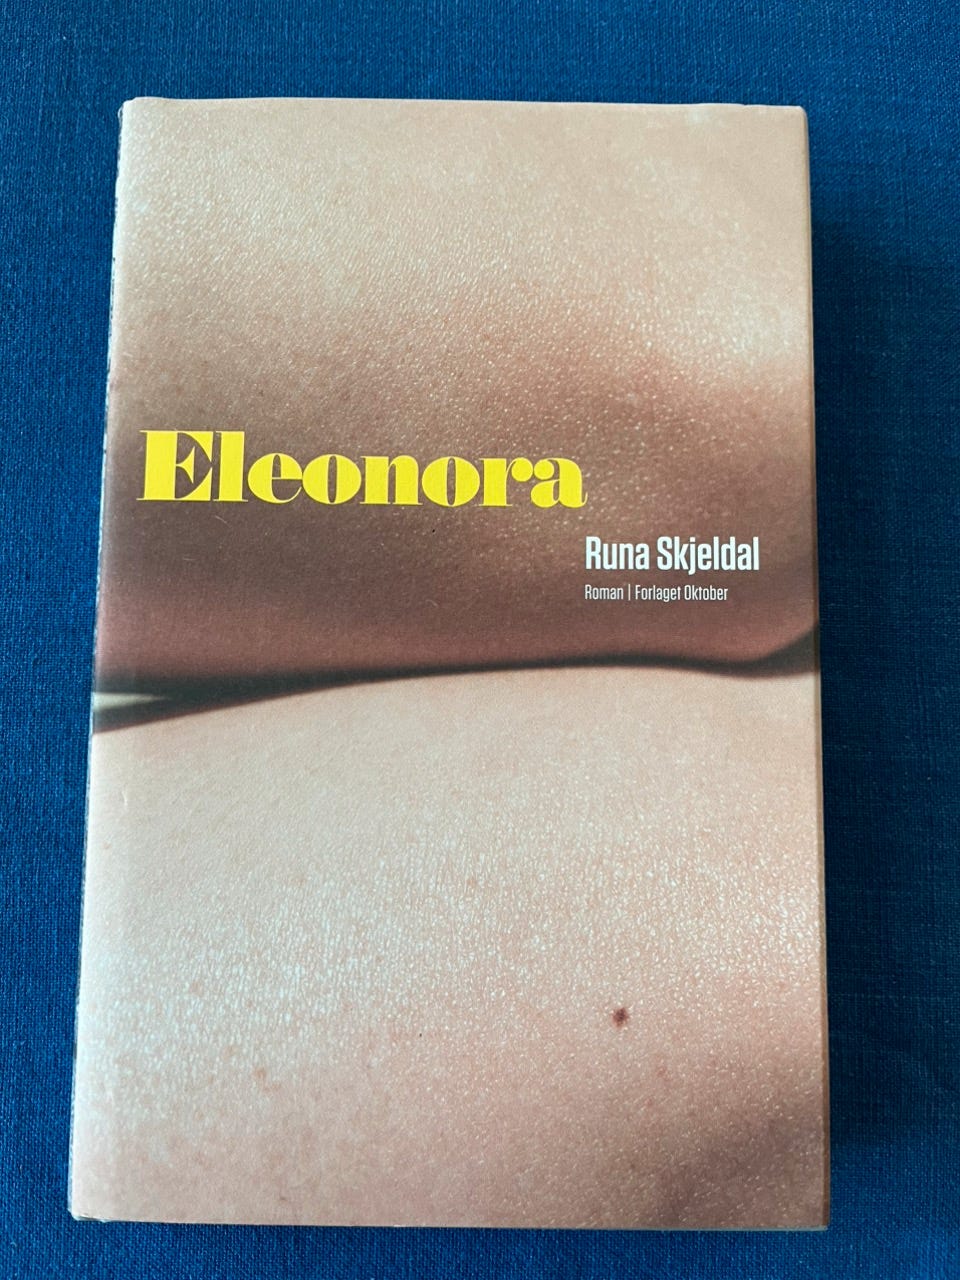 Eleonora
Runa Skjeldal
Roman | Forlaget Oktober